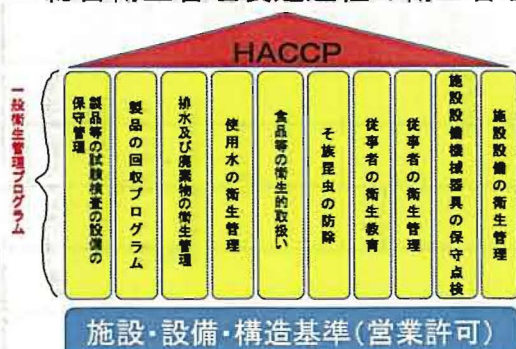 HACCP
施設設備の衛生管理
施設設備機械器具の保守点検
従事者の衛生管理
従事者の衛生教育
そ族昆虫の防除
食品等の衛生的取扱い
使用水の衛生管理
排水及び廃棄物の衛生管理
製品の回収プログラム
製品等の試験検査の設備の
保守管理
一般衛生管理プログラム
施設・設備・構造基準(営業許可)